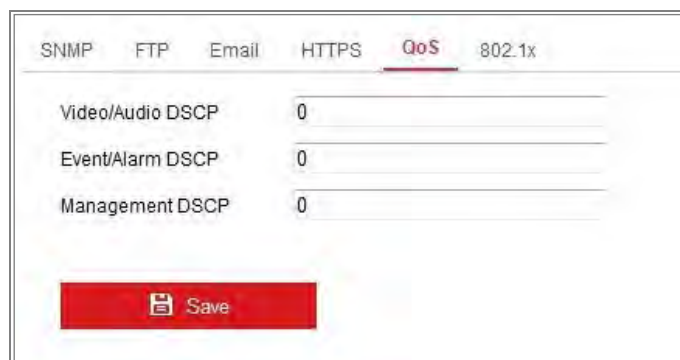 SNMP FTP Email HTTPS QoS 802.1x
Video/Audio DSCP 0
Event/Alarm DSCP 0
Management DSCP 0
Save